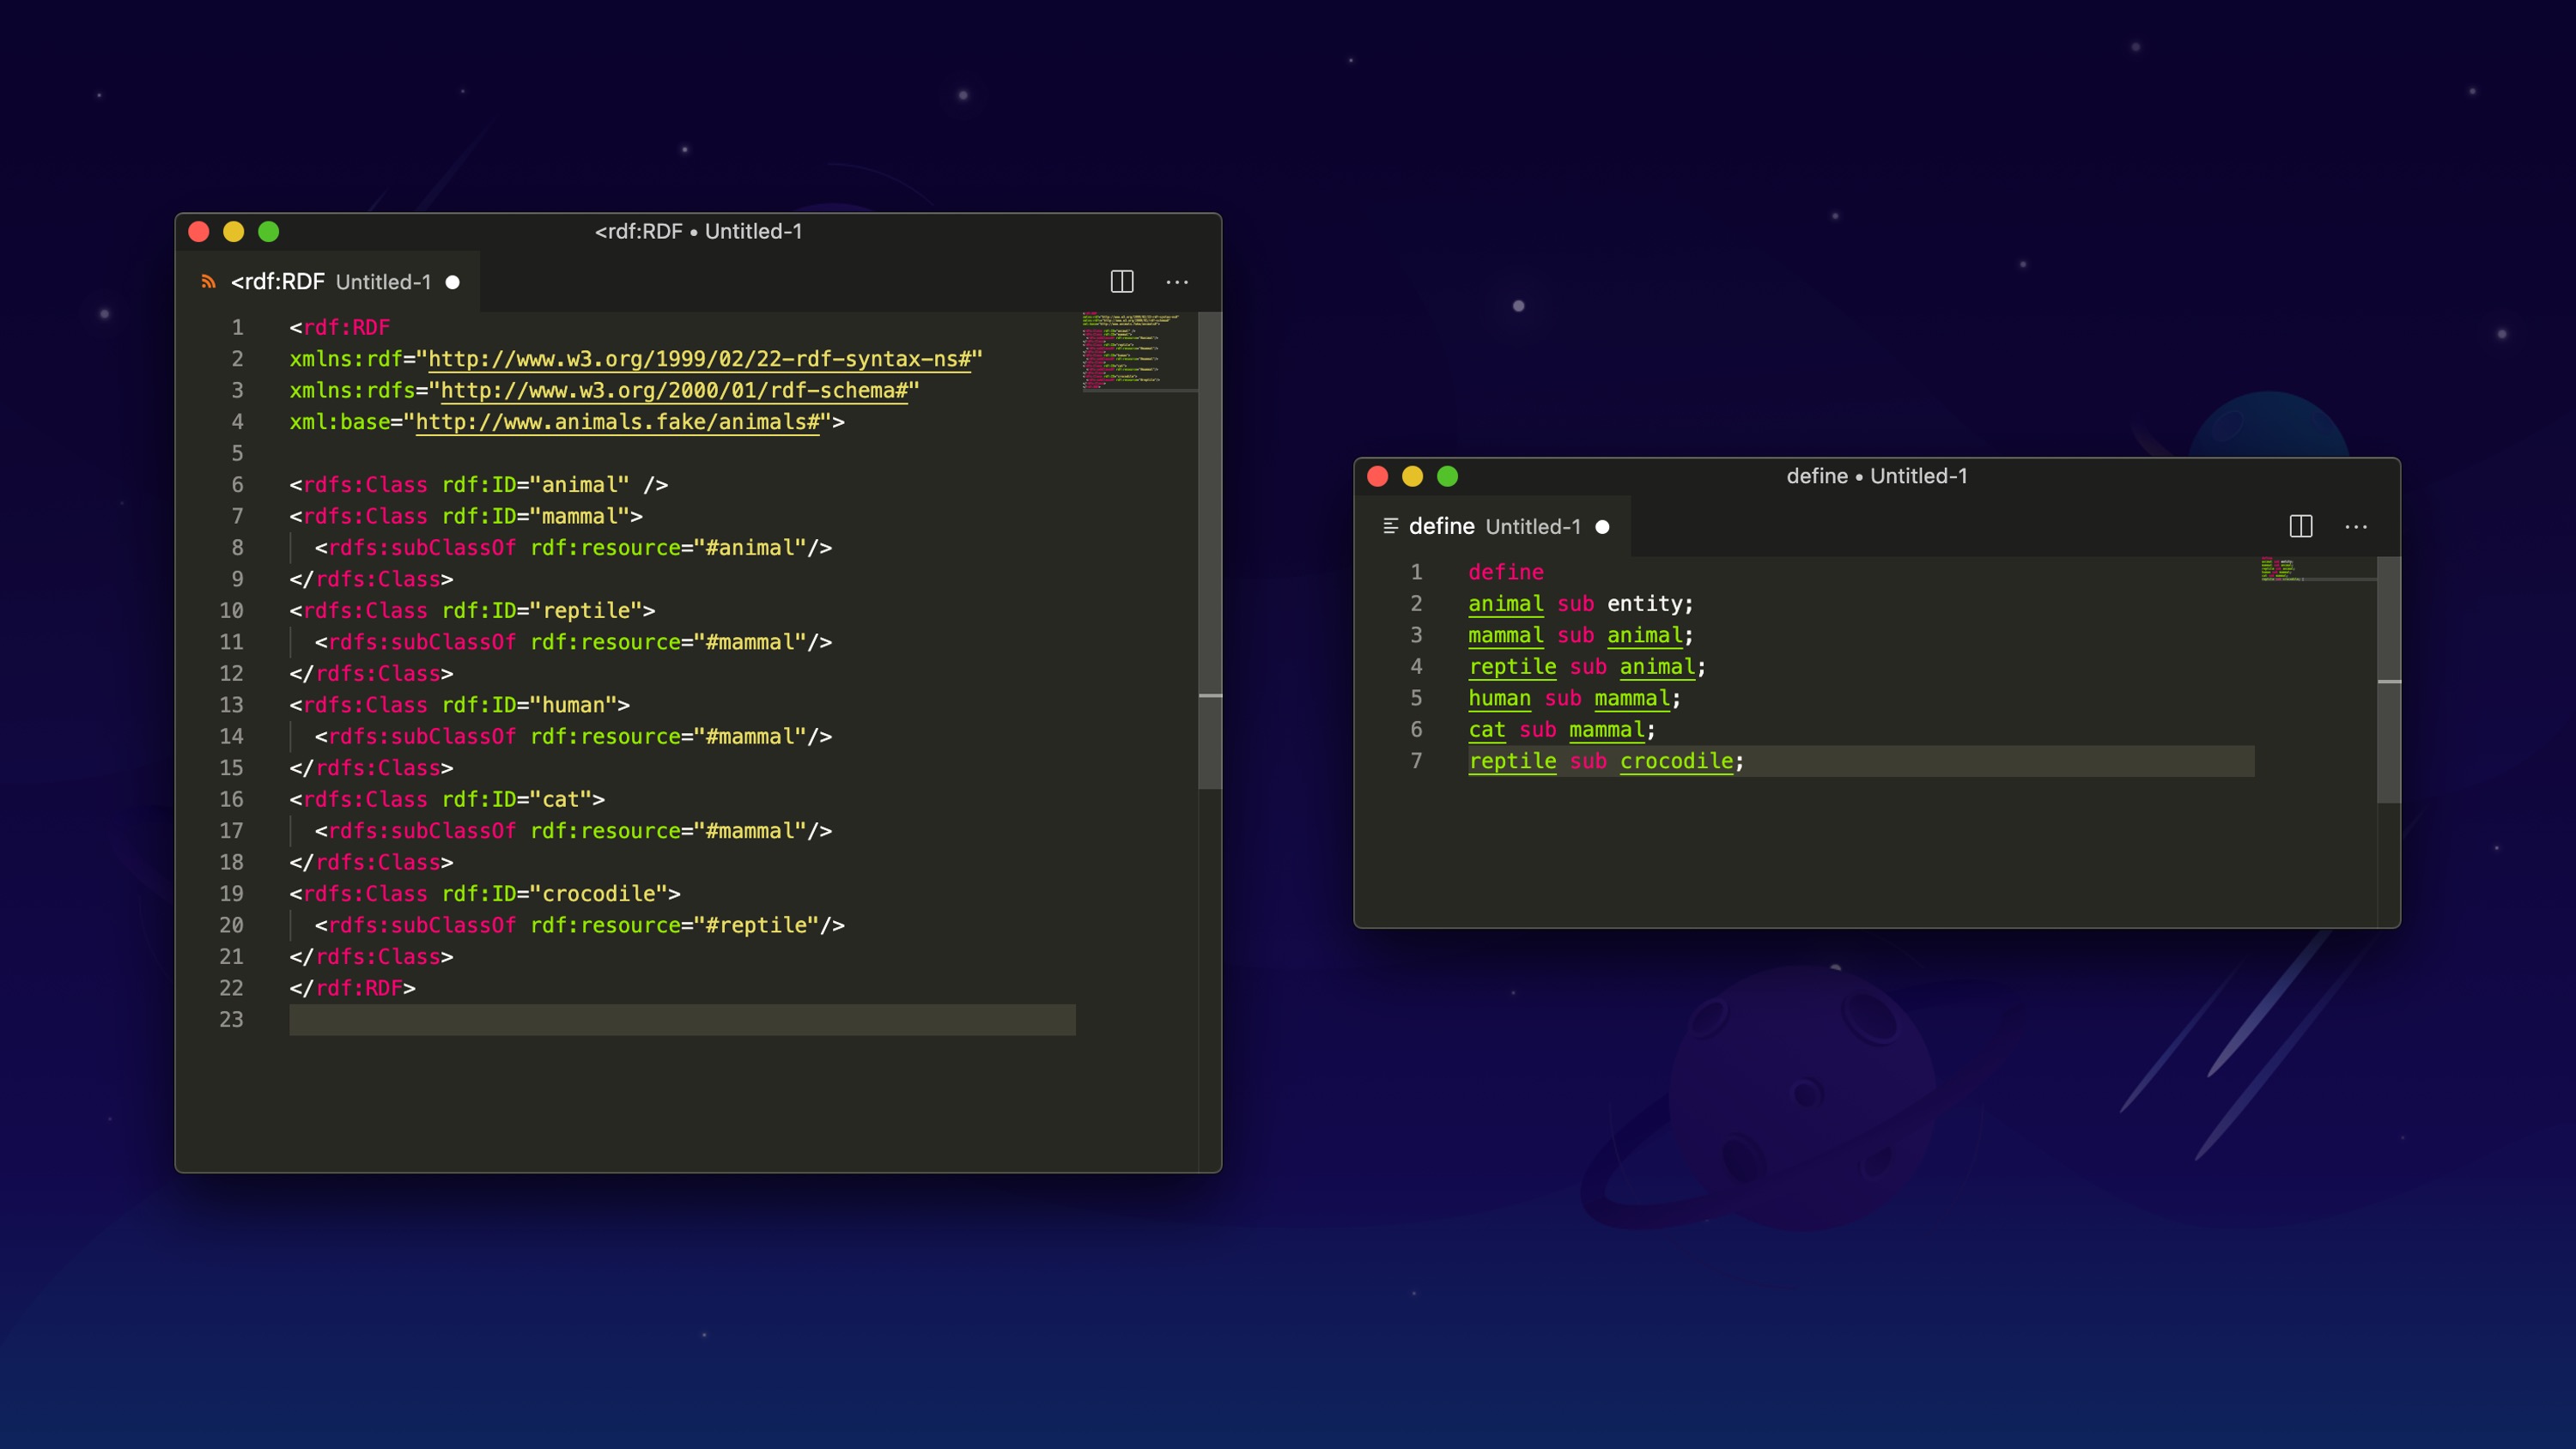 <rdf:RDF • Untitled-1
<rdf:RDF Untitled-1 ●
1 <rdf:RDF
2 xmlns:rdf="http://www.w3.org/1999/02/22-rdf-syntax-ns#"
3 xmlns:rdfs="http://www.w3.org/2000/01/rdf-schema#"
4 xml:base="http://www.animals.fake/animals#">
5
6 <rdfs:Class rdf:ID="animal" />
7 <rdfs:Class rdf:ID="mammal">
8   <rdfs:subClassOf rdf:resource="#animal"/>
9 </rdfs:Class>
10 <rdfs:Class rdf:ID="reptile">
11   <rdfs:subClassOf rdf:resource="#mammal"/>
12 </rdfs:Class>
13 <rdfs:Class rdf:ID="human">
14   <rdfs:subClassOf rdf:resource="#mammal"/>
15 </rdfs:Class>
16 <rdfs:Class rdf:ID="cat">
17   <rdfs:subClassOf rdf:resource="#mammal"/>
18 </rdfs:Class>
19 <rdfs:Class rdf:ID="crocodile">
20   <rdfs:subClassOf rdf:resource="#reptile"/>
21 </rdfs:Class>
22 </rdf:RDF>
23
define • Untitled-1
define Untitled-1 ●
1 define
2 animal sub entity;
3 mammal sub animal;
4 reptile sub animal;
5 human sub mammal;
6 cat sub mammal;
7 reptile sub crocodile;